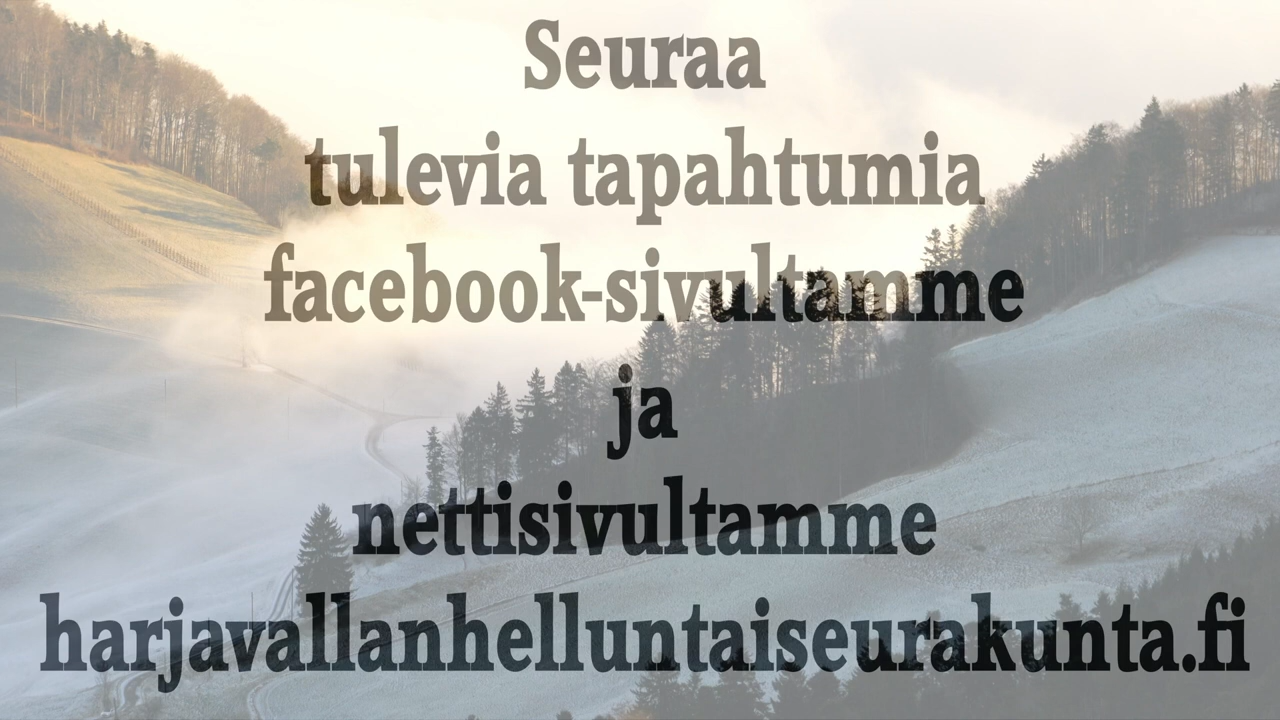 Seuraa
tulevia tapahtumia
facebook-sivultamme
ja
nettisivultamme
harjavallanhelluntaiseurakunta.fi